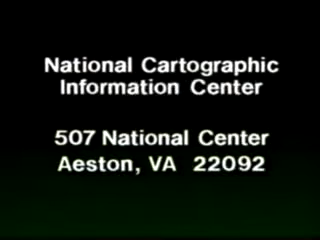 National Cartographic
Information Center
507 National Center
Aeston, VA 22092